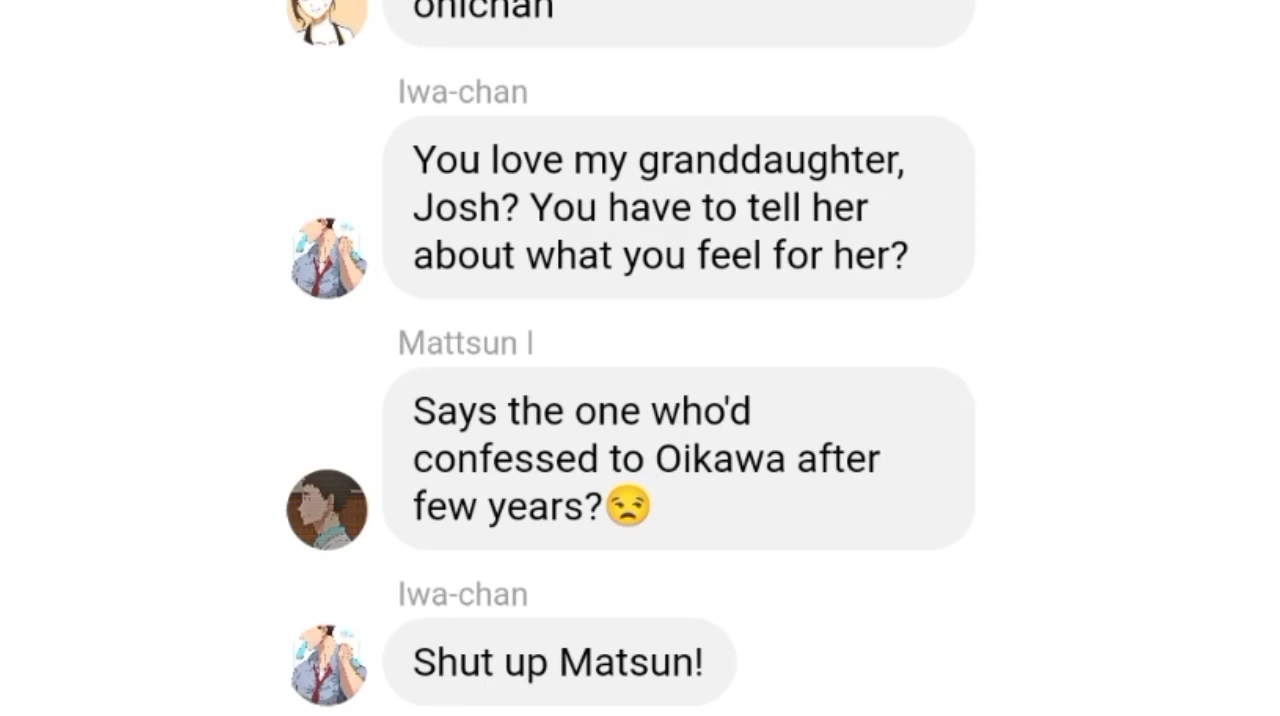 onichan
Iwa-chan
You love my granddaughter,
Josh? You have to tell her
about what you feel for her?
Mattsun I
Says the one who'd
confessed to Oikawa after
few years?😒
Iwa-chan
Shut up Matsun!